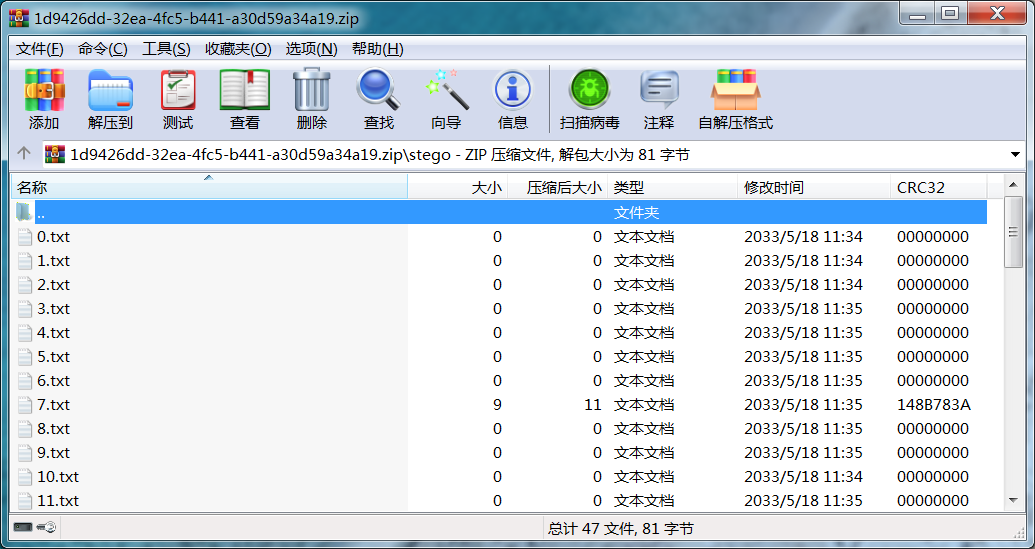 1d9426dd-32ea-4fc5-b441-a30d59a34a19.zip
文件(F) 命令(C) 工具(S) 收藏夹(O) 选项(N) 帮助(H)
添加 解压到 测试 查看 删除 查找 向导 信息 扫描病毒 注释 自解压格式
1d9426dd-32ea-4fc5-b441-a30d59a34a19.zip\stego - ZIP 压缩文件, 解包大小为 81 字节
名称 大小 压缩后大小 类型 修改时间 CRC32
.. 文件夹
0.txt 0 0 文本文档 2033/5/18 11:34 00000000
1.txt 0 0 文本文档 2033/5/18 11:34 00000000
2.txt 0 0 文本文档 2033/5/18 11:34 00000000
3.txt 0 0 文本文档 2033/5/18 11:35 00000000
4.txt 0 0 文本文档 2033/5/18 11:35 00000000
5.txt 0 0 文本文档 2033/5/18 11:35 00000000
6.txt 0 0 文本文档 2033/5/18 11:35 00000000
7.txt 9 11 文本文档 2033/5/18 11:35 148B783A
8.txt 0 0 文本文档 2033/5/18 11:35 00000000
9.txt 0 0 文本文档 2033/5/18 11:35 00000000
10.txt 0 0 文本文档 2033/5/18 11:34 00000000
11.txt 0 0 文本文档 2033/5/18 11:35 00000000
总计 47 文件, 81 字节